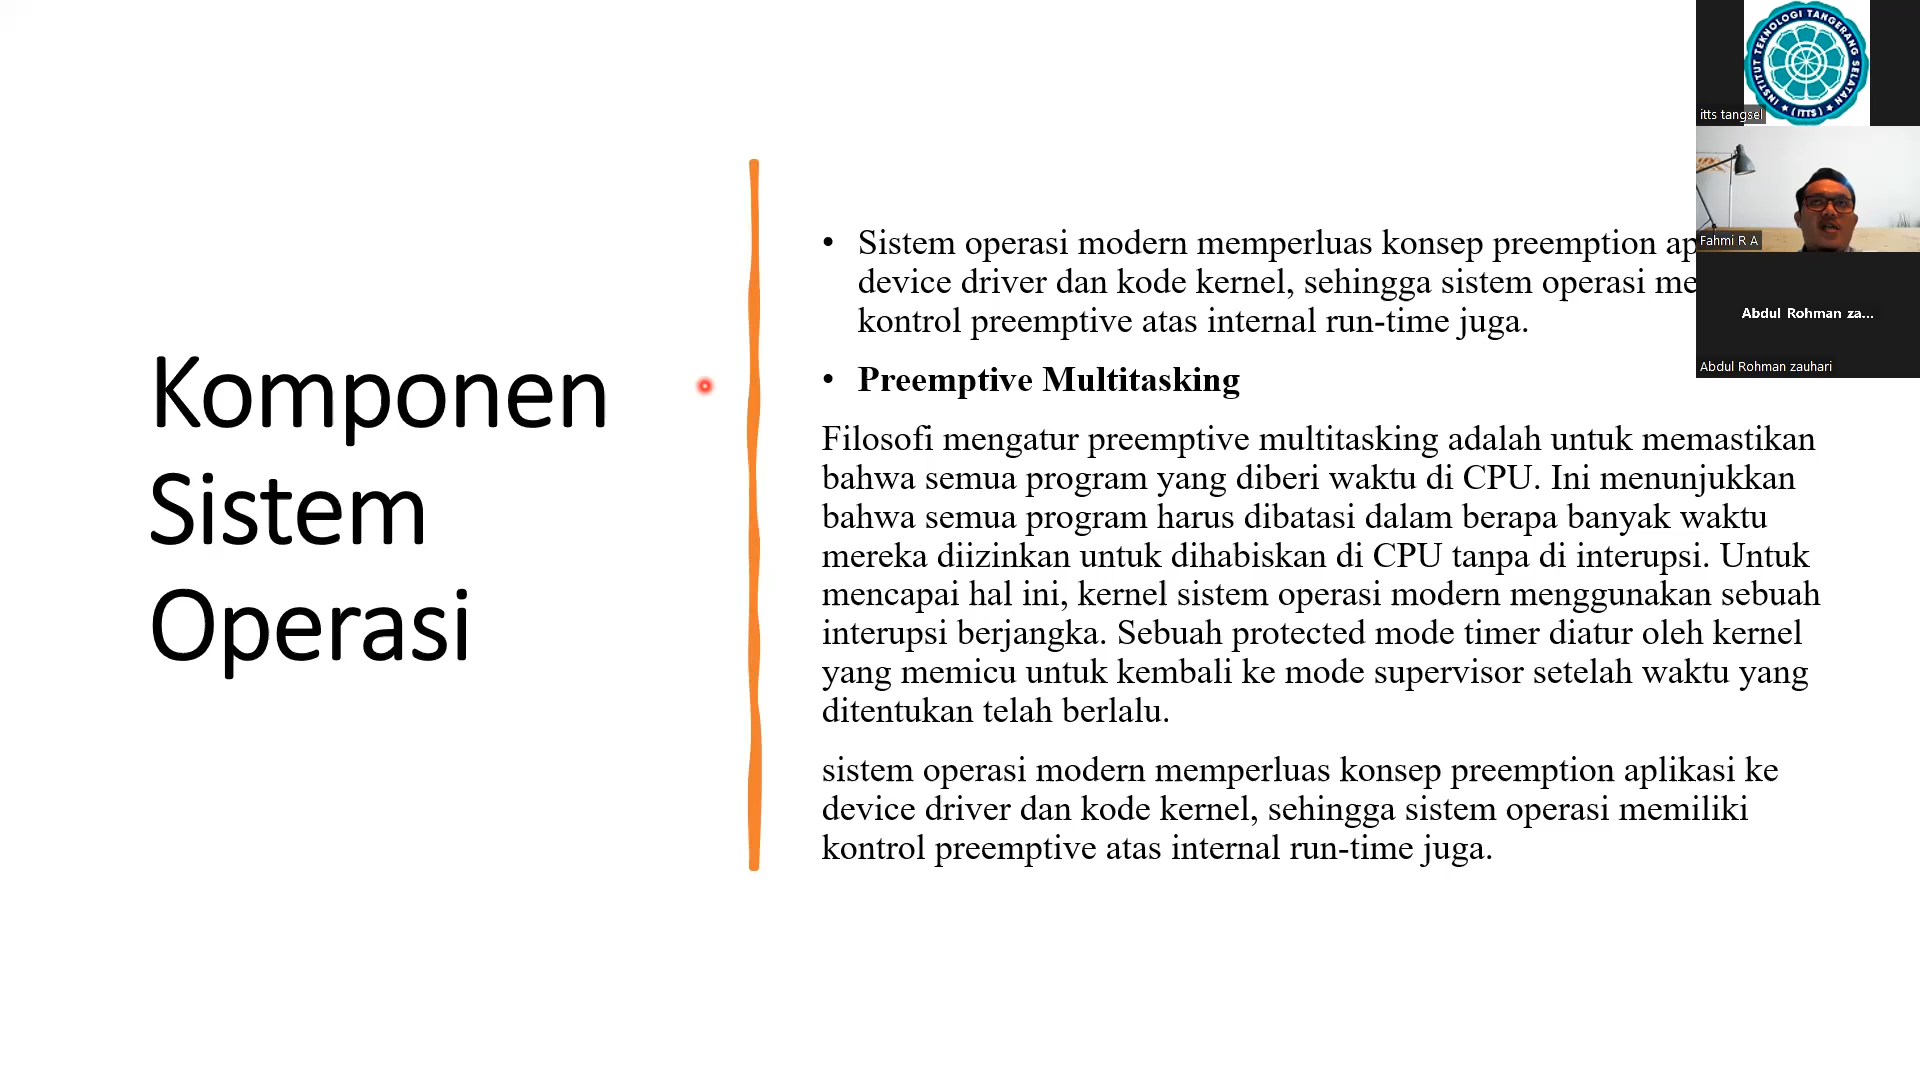 Komponen
Sistem
Operasi
• Sistem operasi modern memperluas konsep preemption ap
device driver dan kode kernel, sehingga sistem operasi me
kontrol preemptive atas internal run-time juga.
• Preemptive Multitasking
Filosofi mengatur preemptive multitasking adalah untuk memastikan
bahwa semua program yang diberi waktu di CPU. Ini menunjukkan
bahwa semua program harus dibatasi dalam berapa banyak waktu
mereka diizinkan untuk dihabiskan di CPU tanpa di interupsi. Untuk
mencapai hal ini, kernel sistem operasi modern menggunakan sebuah
interupsi berjangka. Sebuah protected mode timer diatur oleh kernel
yang memicu untuk kembali ke mode supervisor setelah waktu yang
ditentukan telah berlalu.
sistem operasi modern memperluas konsep preemption aplikasi ke
device driver dan kode kernel, sehingga sistem operasi memiliki
kontrol preemptive atas internal run-time juga.
INSTITUT TEKNOLOGI TANGERANG SELATAN
( ITTS )
itts tangsel
Fahmi R A
Abdul Rohman za...
Abdul Rohman zauhari